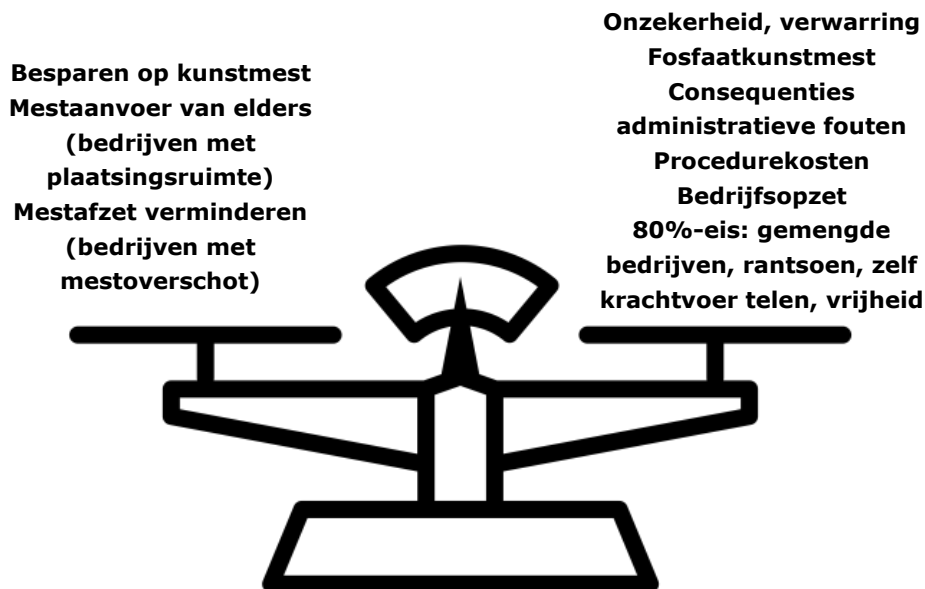 Besparen op kunstmest
Mestaanvoer van elders
(bedrijven met
plaatsingsruimte)
Mestafzet verminderen
(bedrijven met
mestoverschot)
Onzekerheid, verwarring
Fosfaatkunstmest
Consequenties
administratieve fouten
Procedurekosten
Bedrijfsopzet
80%-eis: gemengde
bedrijven, rantsoen, zelf
krachtvoer telen, vrijheid